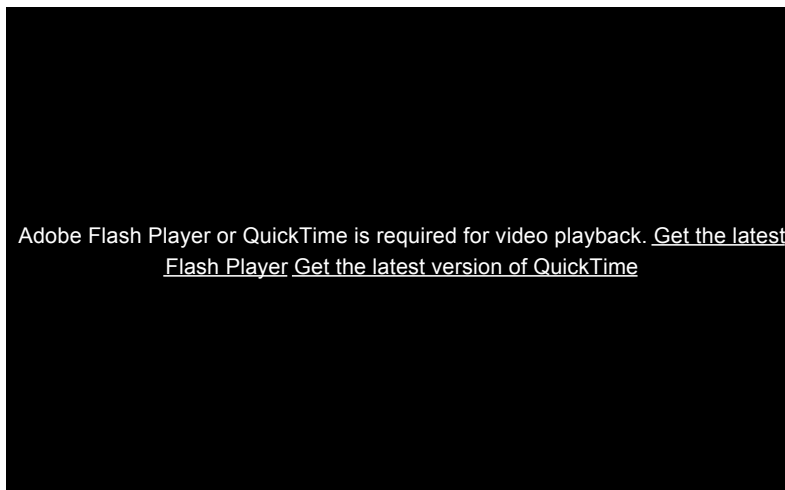 Adobe Flash Player or QuickTime is required for video playback. Get the latest
Flash Player Get the latest version of QuickTime